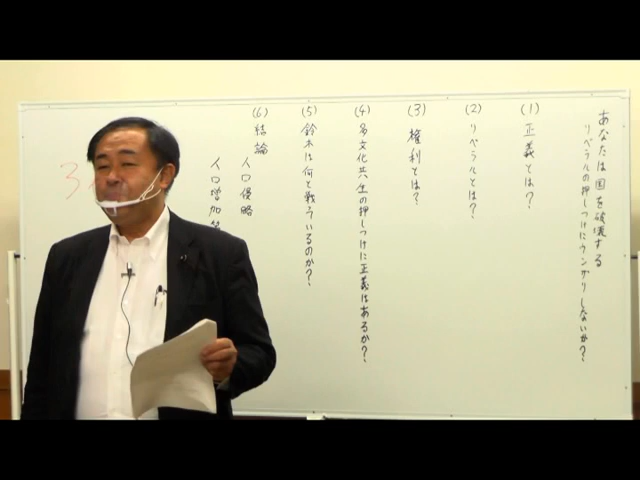 あなたは国を破壊する
リベラルの押しつけにウンザリしないか?
(1) 正義とは?
(2) リベラルとは?
(3) 権利とは?
(4) 多文化共生の押しつけに正義はあるか?
(5) 鈴木は何と戦ているのか?
(6) 結論
人口侵略
人口増加
3